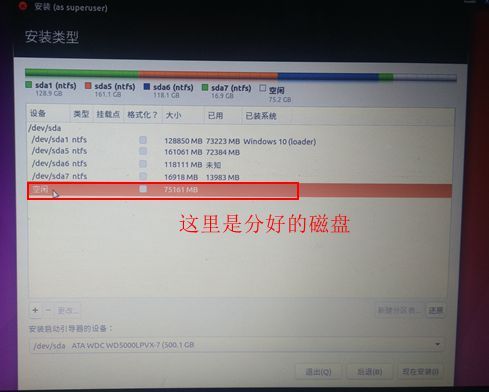 安装 (as superuser)
安装类型
sda1 (ntfs) sda5 (ntfs) sda6 (ntfs) sda7 (ntfs) 空闲
128.9 GB 161.1 GB 118.1 GB 16.9 GB 75.2 GB
设备 类型 挂载点 格式化？ 大小 已用 已装系统
/dev/sda
/dev/sda1 ntfs 128850 MB 73223 MB Windows 10 (loader)
/dev/sda5 ntfs 161061 MB 72384 MB
/dev/sda6 ntfs 118111 MB 未知
/dev/sda7 ntfs 16918 MB 13983 MB
空闲 75161 MB
这里是分好的磁盘
+ - 更改... 新建分区表... 还原
安装启动引导器的设备：
/dev/sda ATA WDC WD5000LPVX-7 (500.1 GB
退出(Q) 后退(B) 现在安装(I)